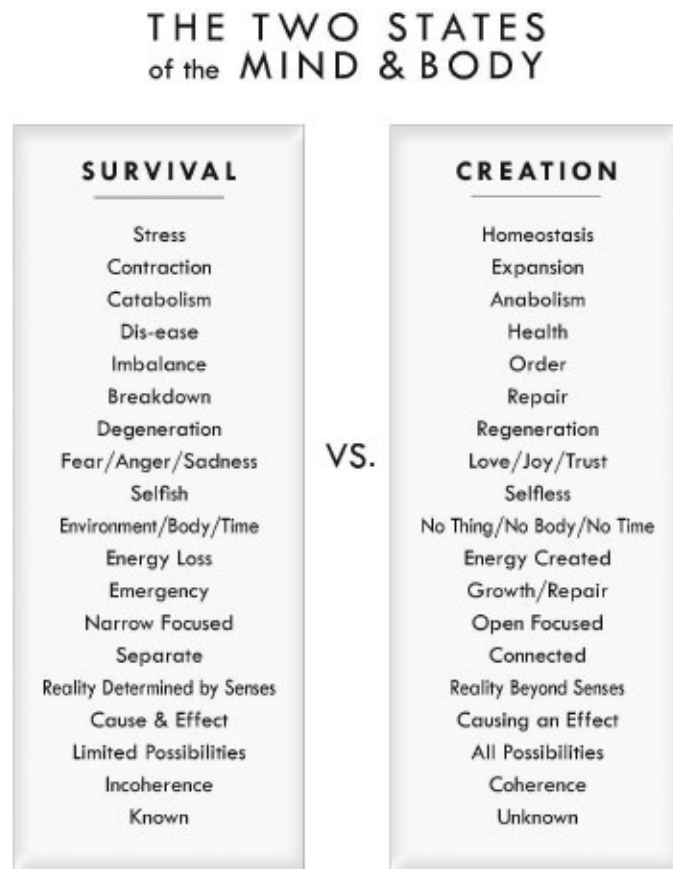 THE TWO STATES
of the MIND & BODY
SURVIVAL
Stress
Contraction
Catabolism
Dis-ease
Imbalance
Breakdown
Degeneration
Fear/Anger/Sadness
Selfish
Environment/Body/Time
Energy Loss
Emergency
Narrow Focused
Separate
Reality Determined by Senses
Cause & Effect
Limited Possibilities
Incoherence
Known
VS.
CREATION
Homeostasis
Expansion
Anabolism
Health
Order
Repair
Regeneration
Love/Joy/Trust
Selfless
No Thing/No Body/No Time
Energy Created
Growth/Repair
Open Focused
Connected
Reality Beyond Senses
Causing an Effect
All Possibilities
Coherence
Unknown